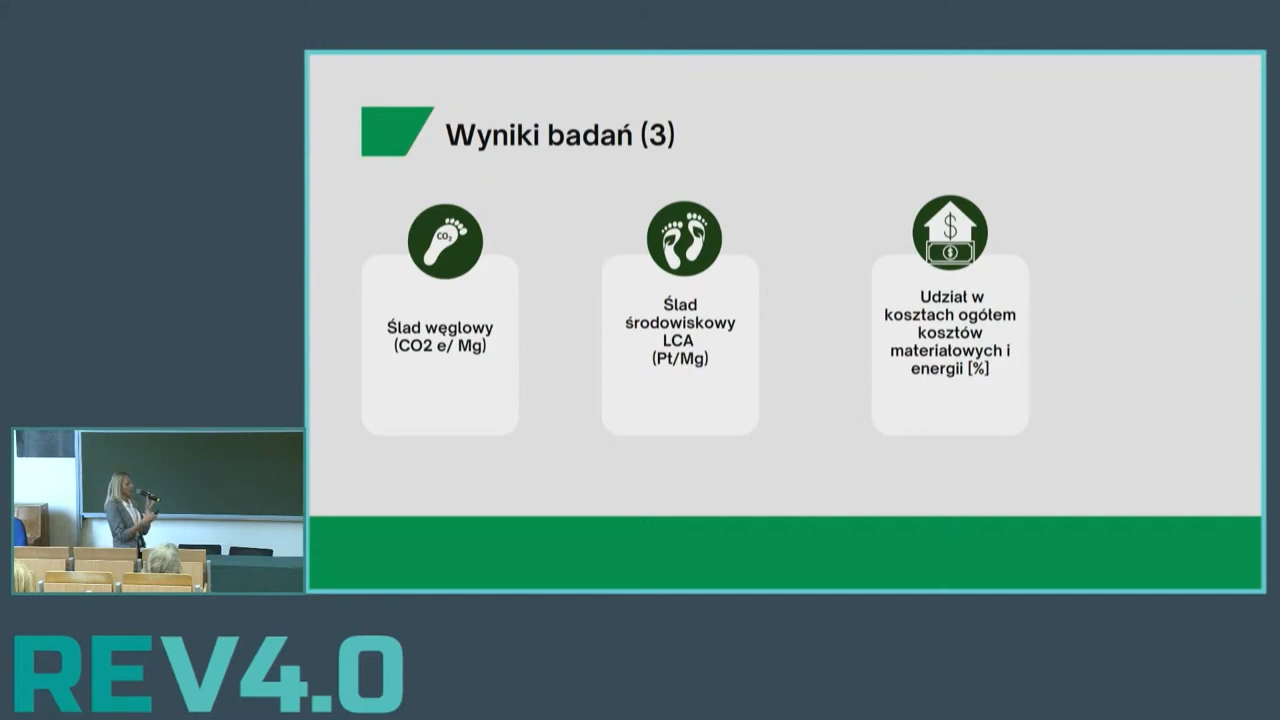 Wyniki badań (3)
CO₂
Ślad węglowy
(CO2 e/ Mg)
Ślad
środowiskowy
LCA
(Pt/Mg)
$
$
Udział w
kosztach ogółem
kosztów
materiałowych i
energii [%]
REV4.0